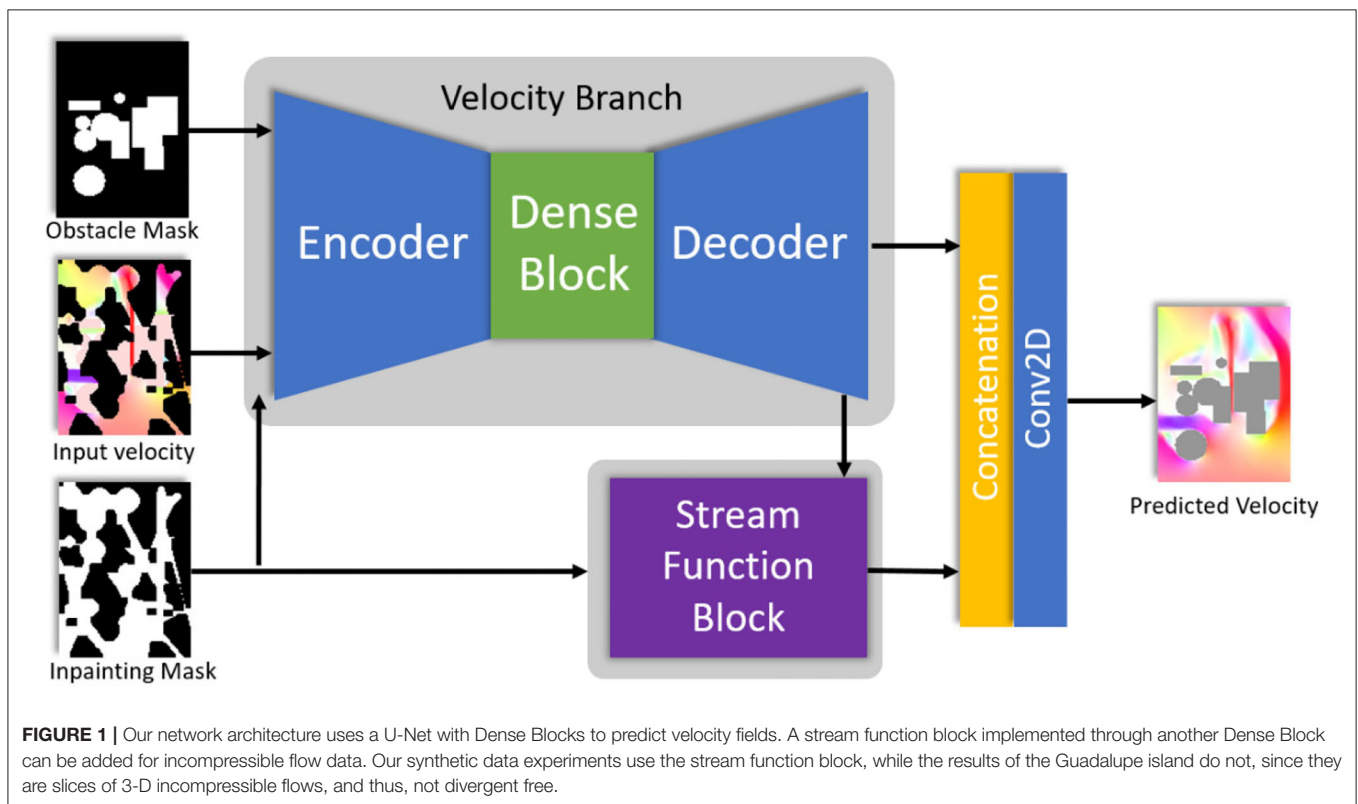 Velocity Branch
Obstacle Mask
Encoder
Dense
Block
Decoder
Input velocity
Inpainting Mask
Stream
Function
Block
Concatenation
Conv2D
Predicted Velocity
FIGURE 1 | Our network architecture uses a U-Net with Dense Blocks to predict velocity fields. A stream function block implemented through another Dense Block
can be added for incompressible flow data. Our synthetic data experiments use the stream function block, while the results of the Guadalupe island do not, since they
are slices of 3-D incompressible flows, and thus, not divergent free.